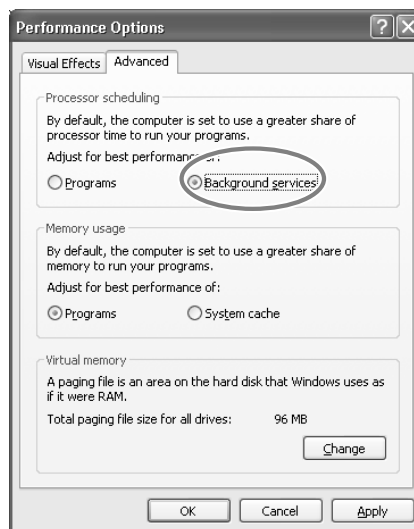 Performance Options
Visual Effects
Advanced
Processor scheduling
By default, the computer is set to use a greater share of
processor time to run your programs.
Adjust for best performance of:
Programs
Background services
Memory usage
By default, the computer is set to use a greater share of
memory to run your programs.
Adjust for best performance of:
Programs
System cache
Virtual memory
A paging file is an area on the hard disk that Windows uses as
if it were RAM.
Total paging file size for all drives: 96 MB
Change
OK
Cancel
Apply